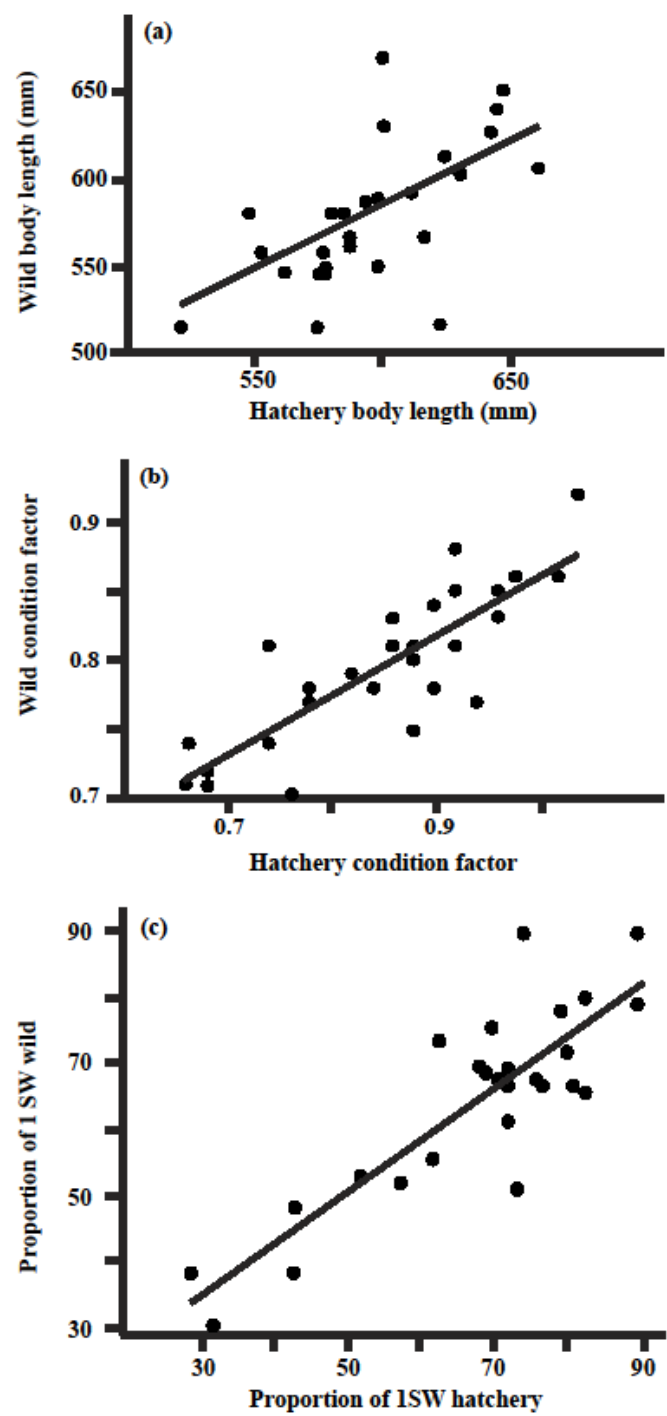 (a)
Wild body length (mm)
650
600
550
500
550
650
Hatchery body length (mm)
(b)
Wild condition factor
0.9
0.8
0.7
0.7
0.9
Hatchery condition factor
(c)
Proportion of 1 SW wild
90
70
50
30
30
50
70
90
Proportion of 1SW hatchery